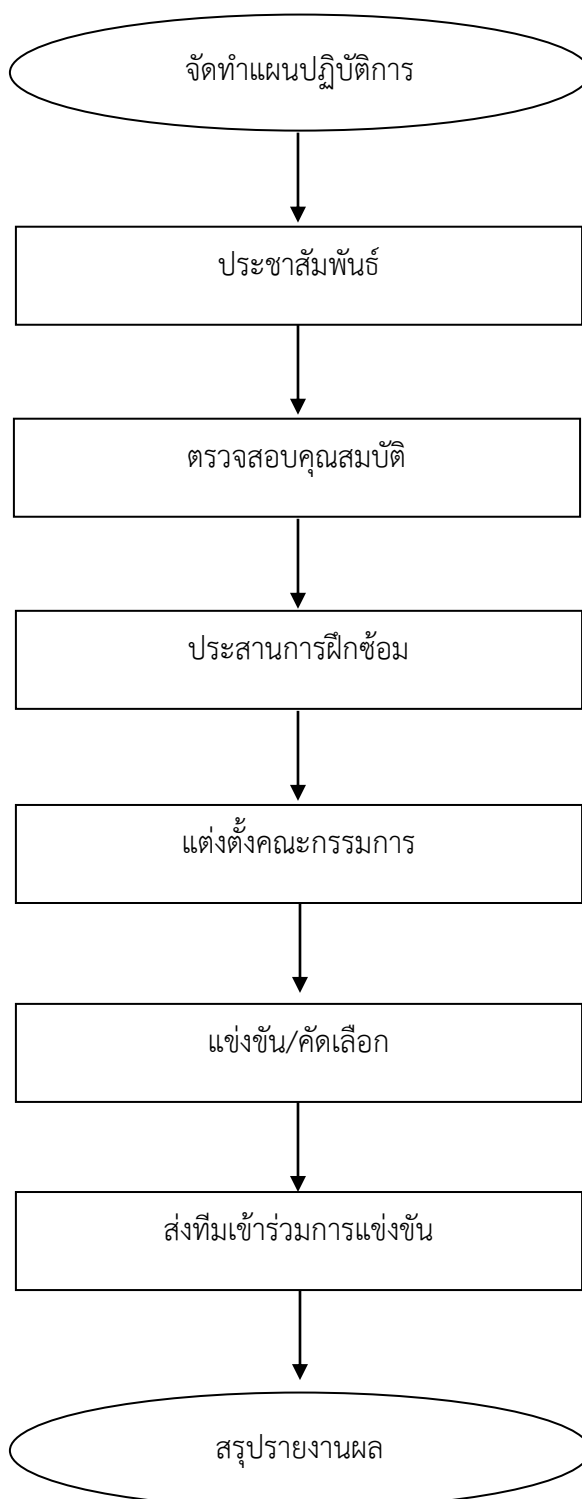 จัดทำแผนปฏิบัติการ
ประชาสัมพันธ์
ตรวจสอบคุณสมบัติ
ประสานการฝึกซ้อม
แต่งตั้งคณะกรรมการ
แข่งขัน/คัดเลือก
ส่งทีมเข้าร่วมการแข่งขัน
สรุปรายงานผล